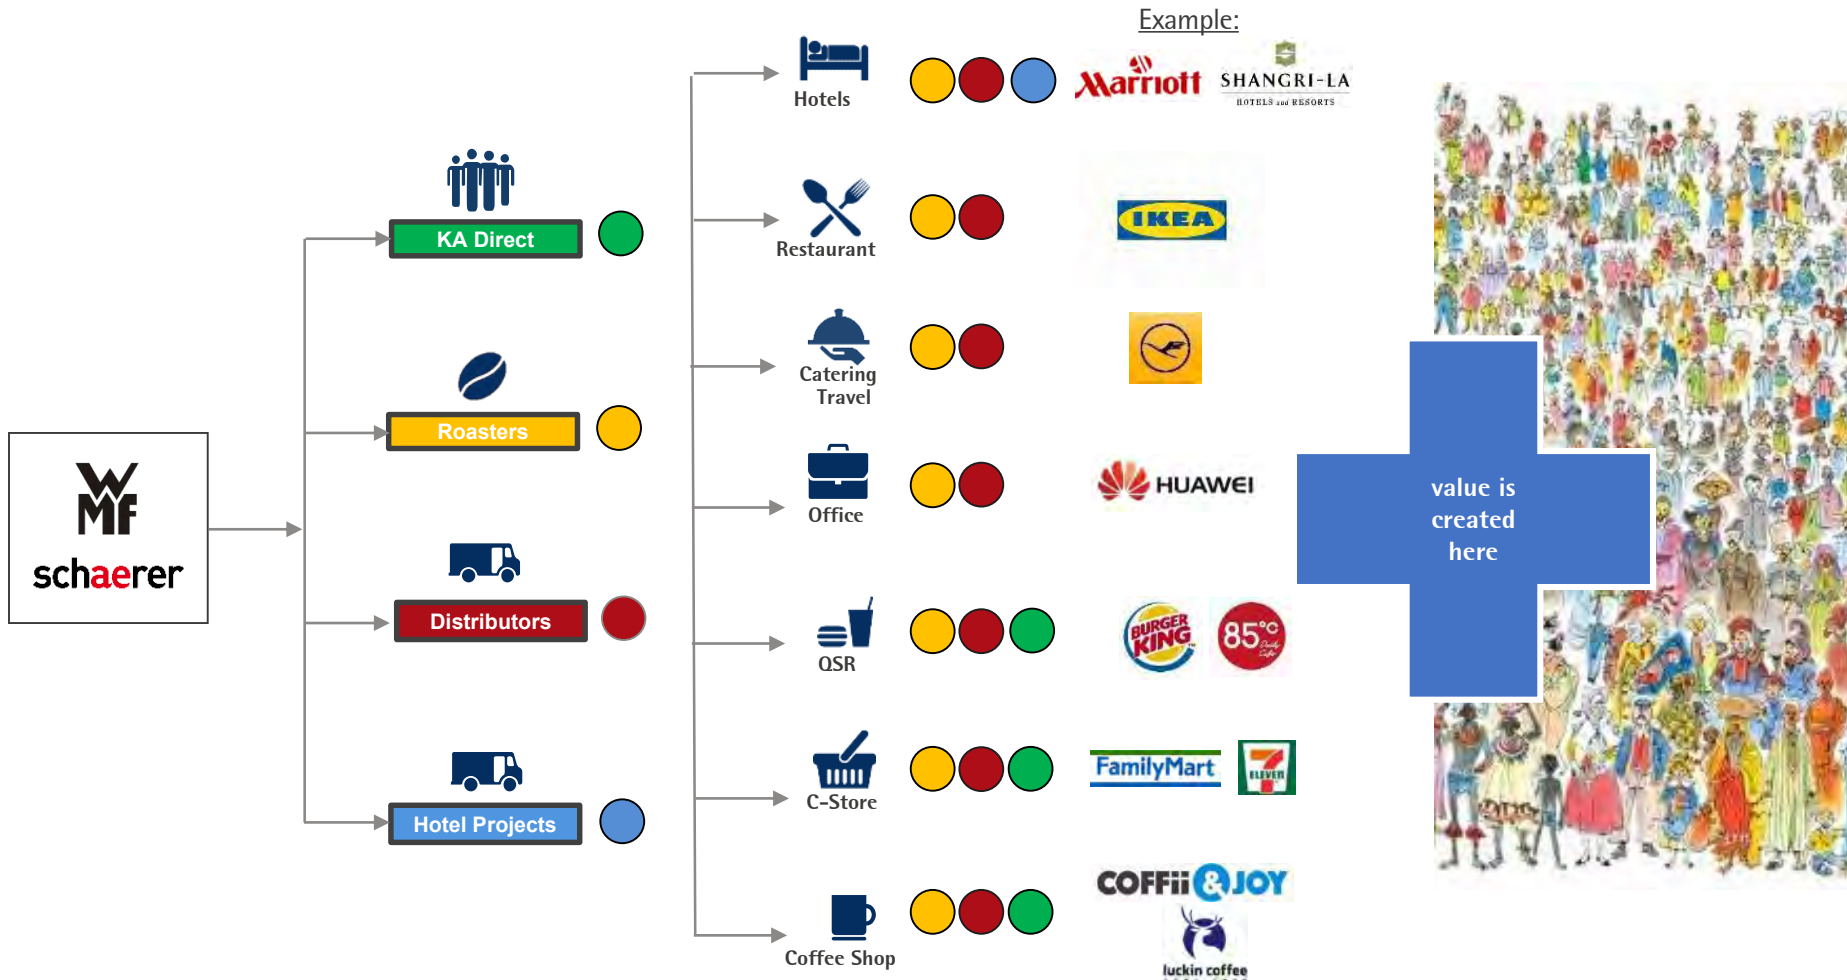 Example:
Hotels
Marriott
SHANGRI-LA
HOTELS and RESORTS
KA Direct
Restaurant
IKEA
Catering
Travel
Roasters
WMF
schaerer
Office
HUAWEI
value is
created
here
Distributors
QSR
BURGER
KING
85°C
Daily
Cafe
Hotel Projects
C-Store
FamilyMart
7
ELEVEN
Coffee Shop
COFFii & JOY
luckin coffee